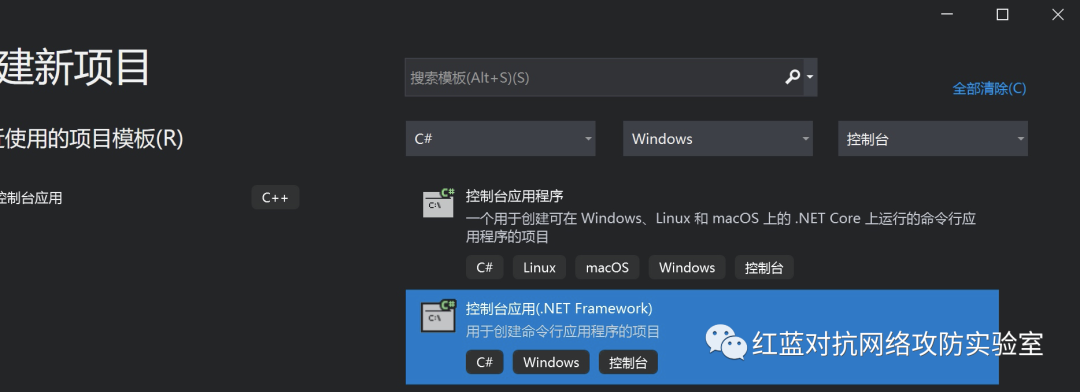 建新项目
搜索模板(Alt+S)(S)
全部清除(C)
近使用的项目模板(R)
C#
Windows
控制台
控制台应用
C++
控制台应用程序
一个用于创建可在 Windows、Linux 和 macOS 上的 .NET Core 上运行的命令行应
用程序的项目
C#
Linux
macOS
Windows
控制台
控制台应用(.NET Framework)
用于创建命令行应用程序的项目
C#
Windows
控制台
红蓝对抗网络攻防实验室